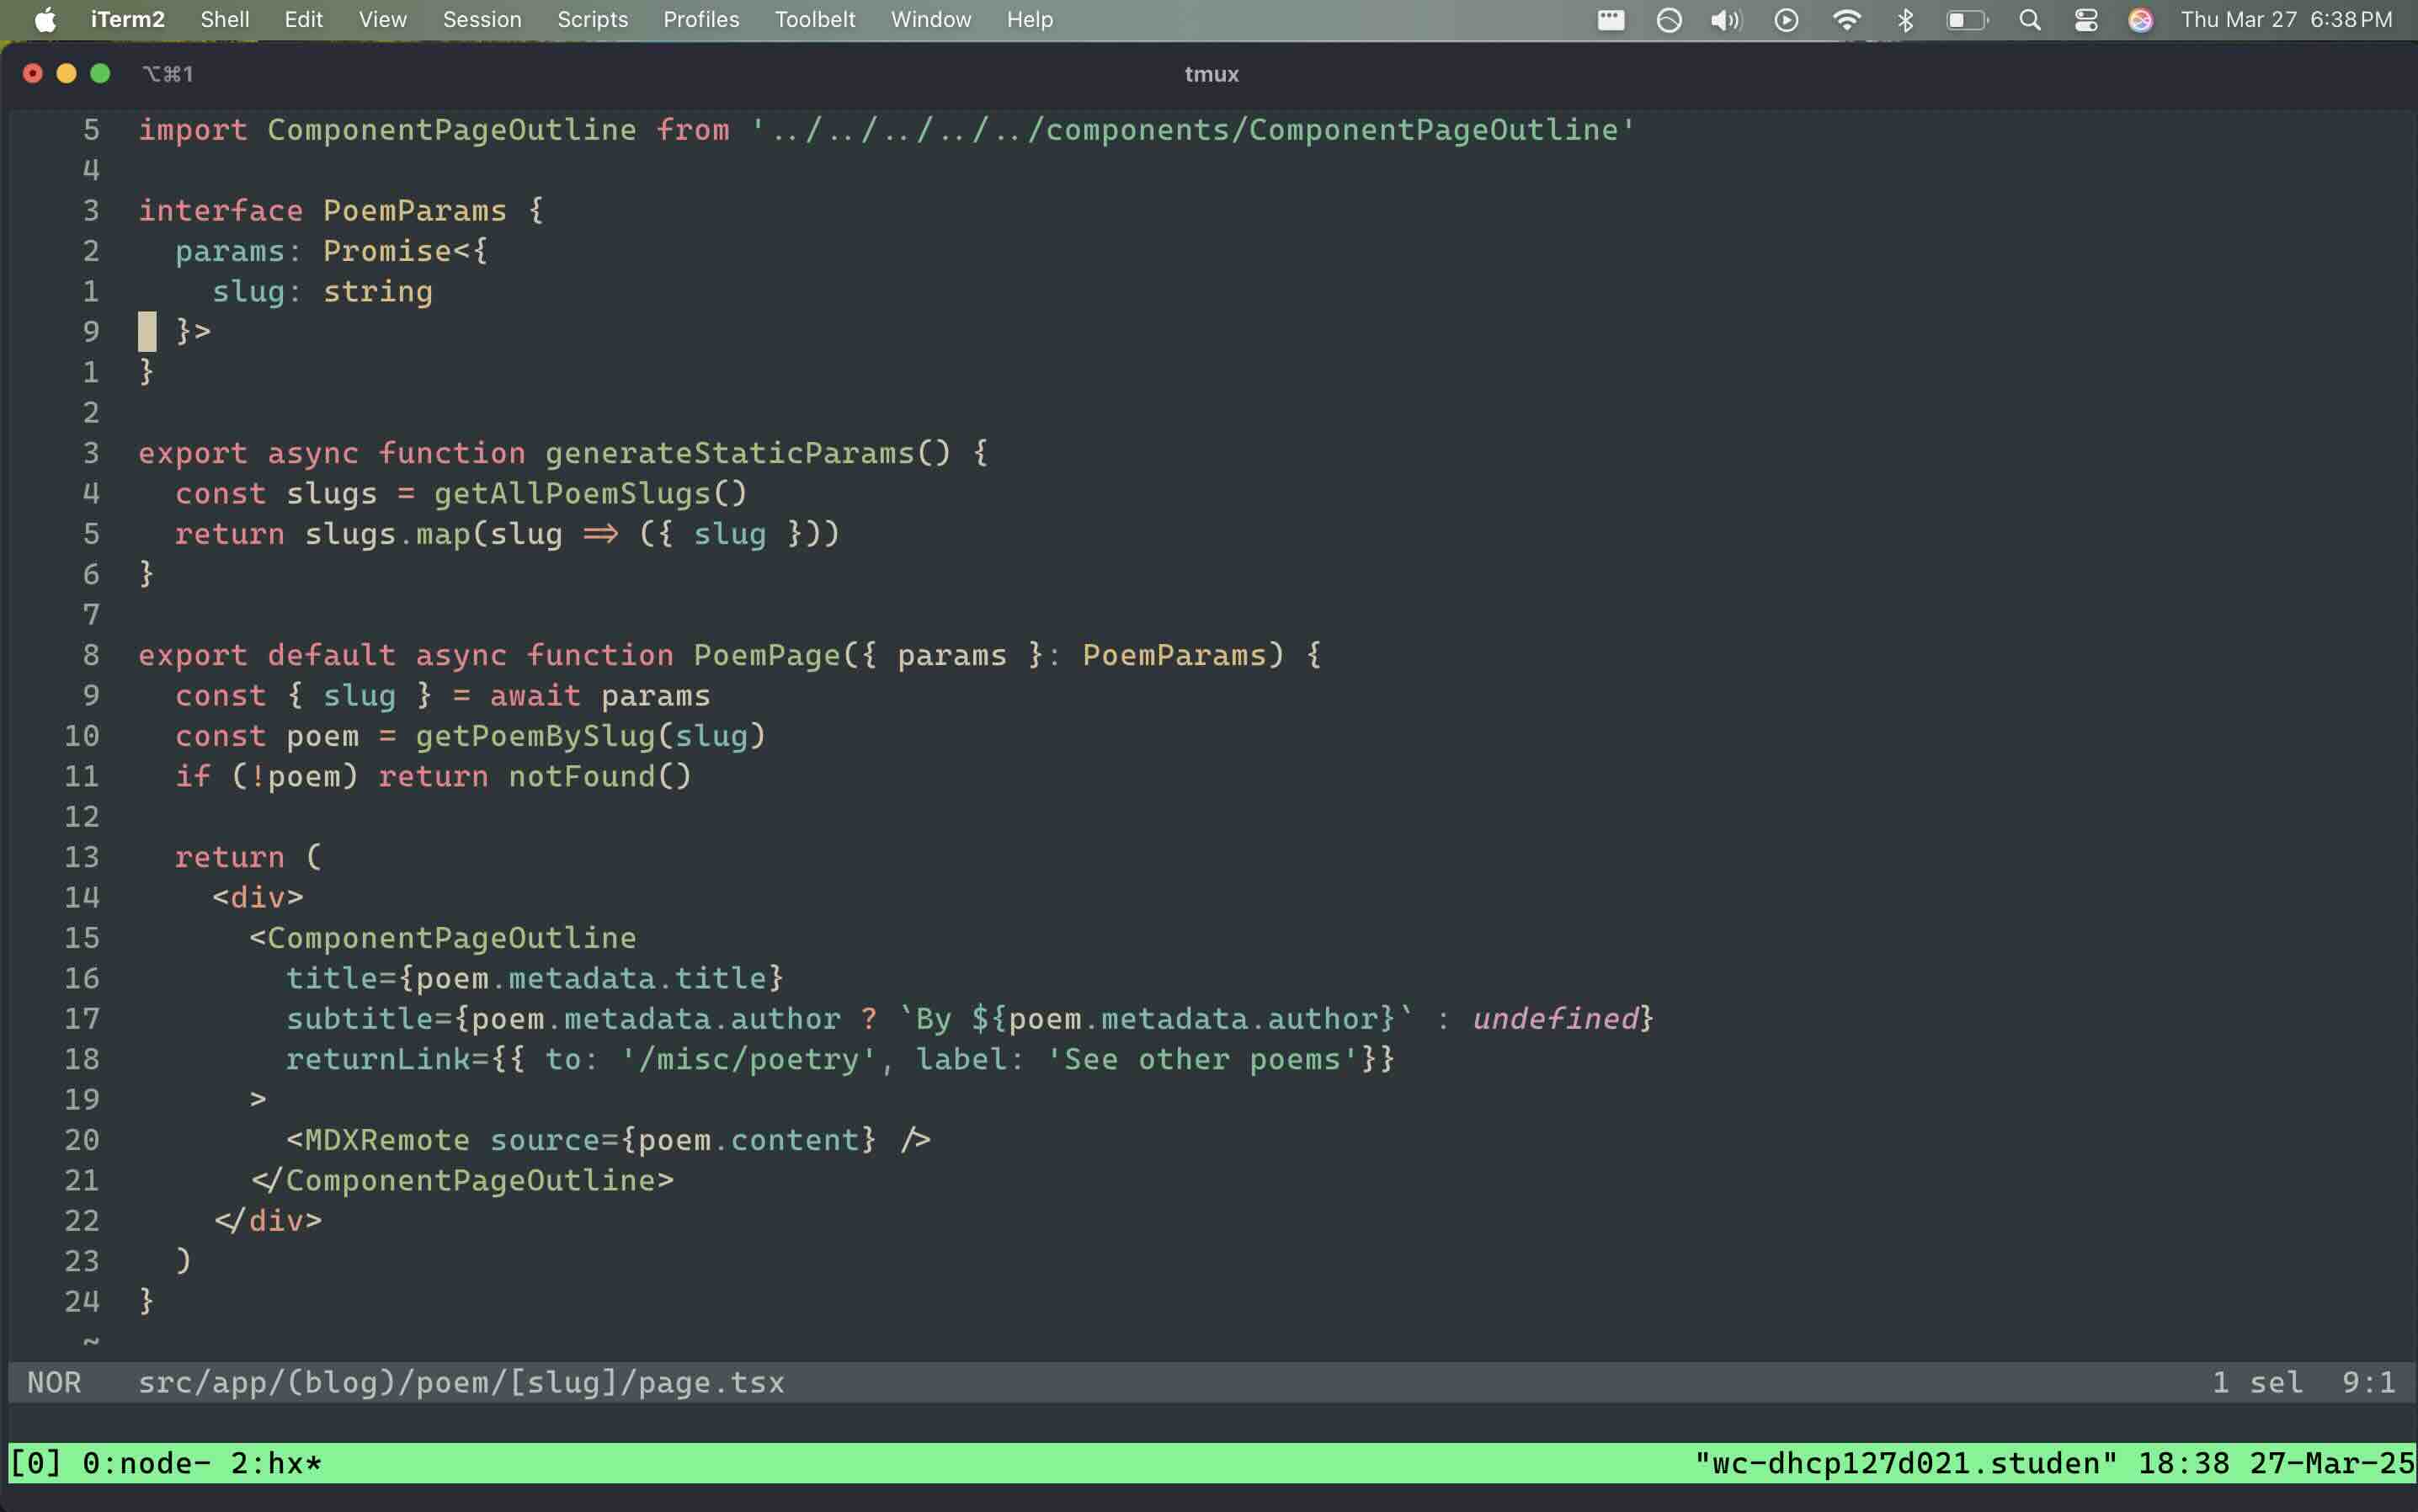 iTerm2 Shell Edit View Session Scripts Profiles Toolbelt Window Help Thu Mar 27 6:38 PM
⌥⌘1 tmux
5 import ComponentPageOutline from '../../../../../components/ComponentPageOutline'
4
3 interface PoemParams {
2   params: Promise<{
1     slug: string
9   }>
1 }
2
3 export async function generateStaticParams() {
4   const slugs = getAllPoemSlugs()
5   return slugs.map(slug => ({ slug }))
6 }
7
8 export default async function PoemPage({ params }: PoemParams) {
9   const { slug } = await params
10   const poem = getPoemBySlug(slug)
11   if (!poem) return notFound()
12
13   return (
14     <div>
15       <ComponentPageOutline
16         title={poem.metadata.title}
17         subtitle={poem.metadata.author ? `By ${poem.metadata.author}` : undefined}
18         returnLink={{ to: '/misc/poetry', label: 'See other poems'}}
19       >
20         <MDXRemote source={poem.content} />
21       </ComponentPageOutline>
22     </div>
23   )
24 }
~
NOR src/app/(blog)/poem/[slug]/page.tsx 1 sel 9:1
[0] 0:node- 2:hx* "wc-dhcp127d021.studen" 18:38 27-Mar-25